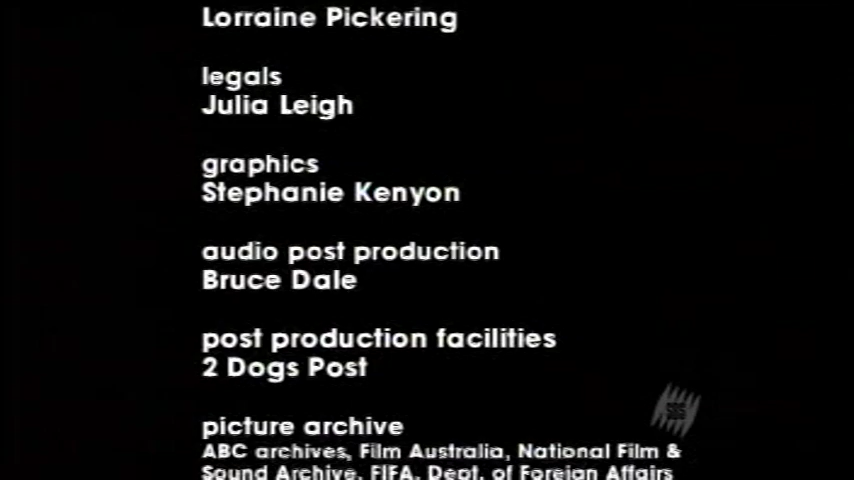 Lorraine Pickering
legals
Julia Leigh
graphics
Stephanie Kenyon
audio post production
Bruce Dale
post production facilities
2 Dogs Post
picture archive
ABC archives, Film Australia, National Film &
Sound Archive, FIFA, Dept. of Foreign Affairs
SBS